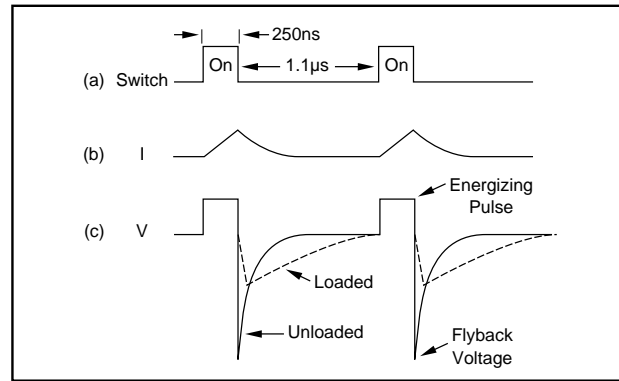 250ns
(a) Switch On 1.1µs On
(b) I
Energizing
Pulse
(c) V
Loaded
Unloaded
Flyback
Voltage